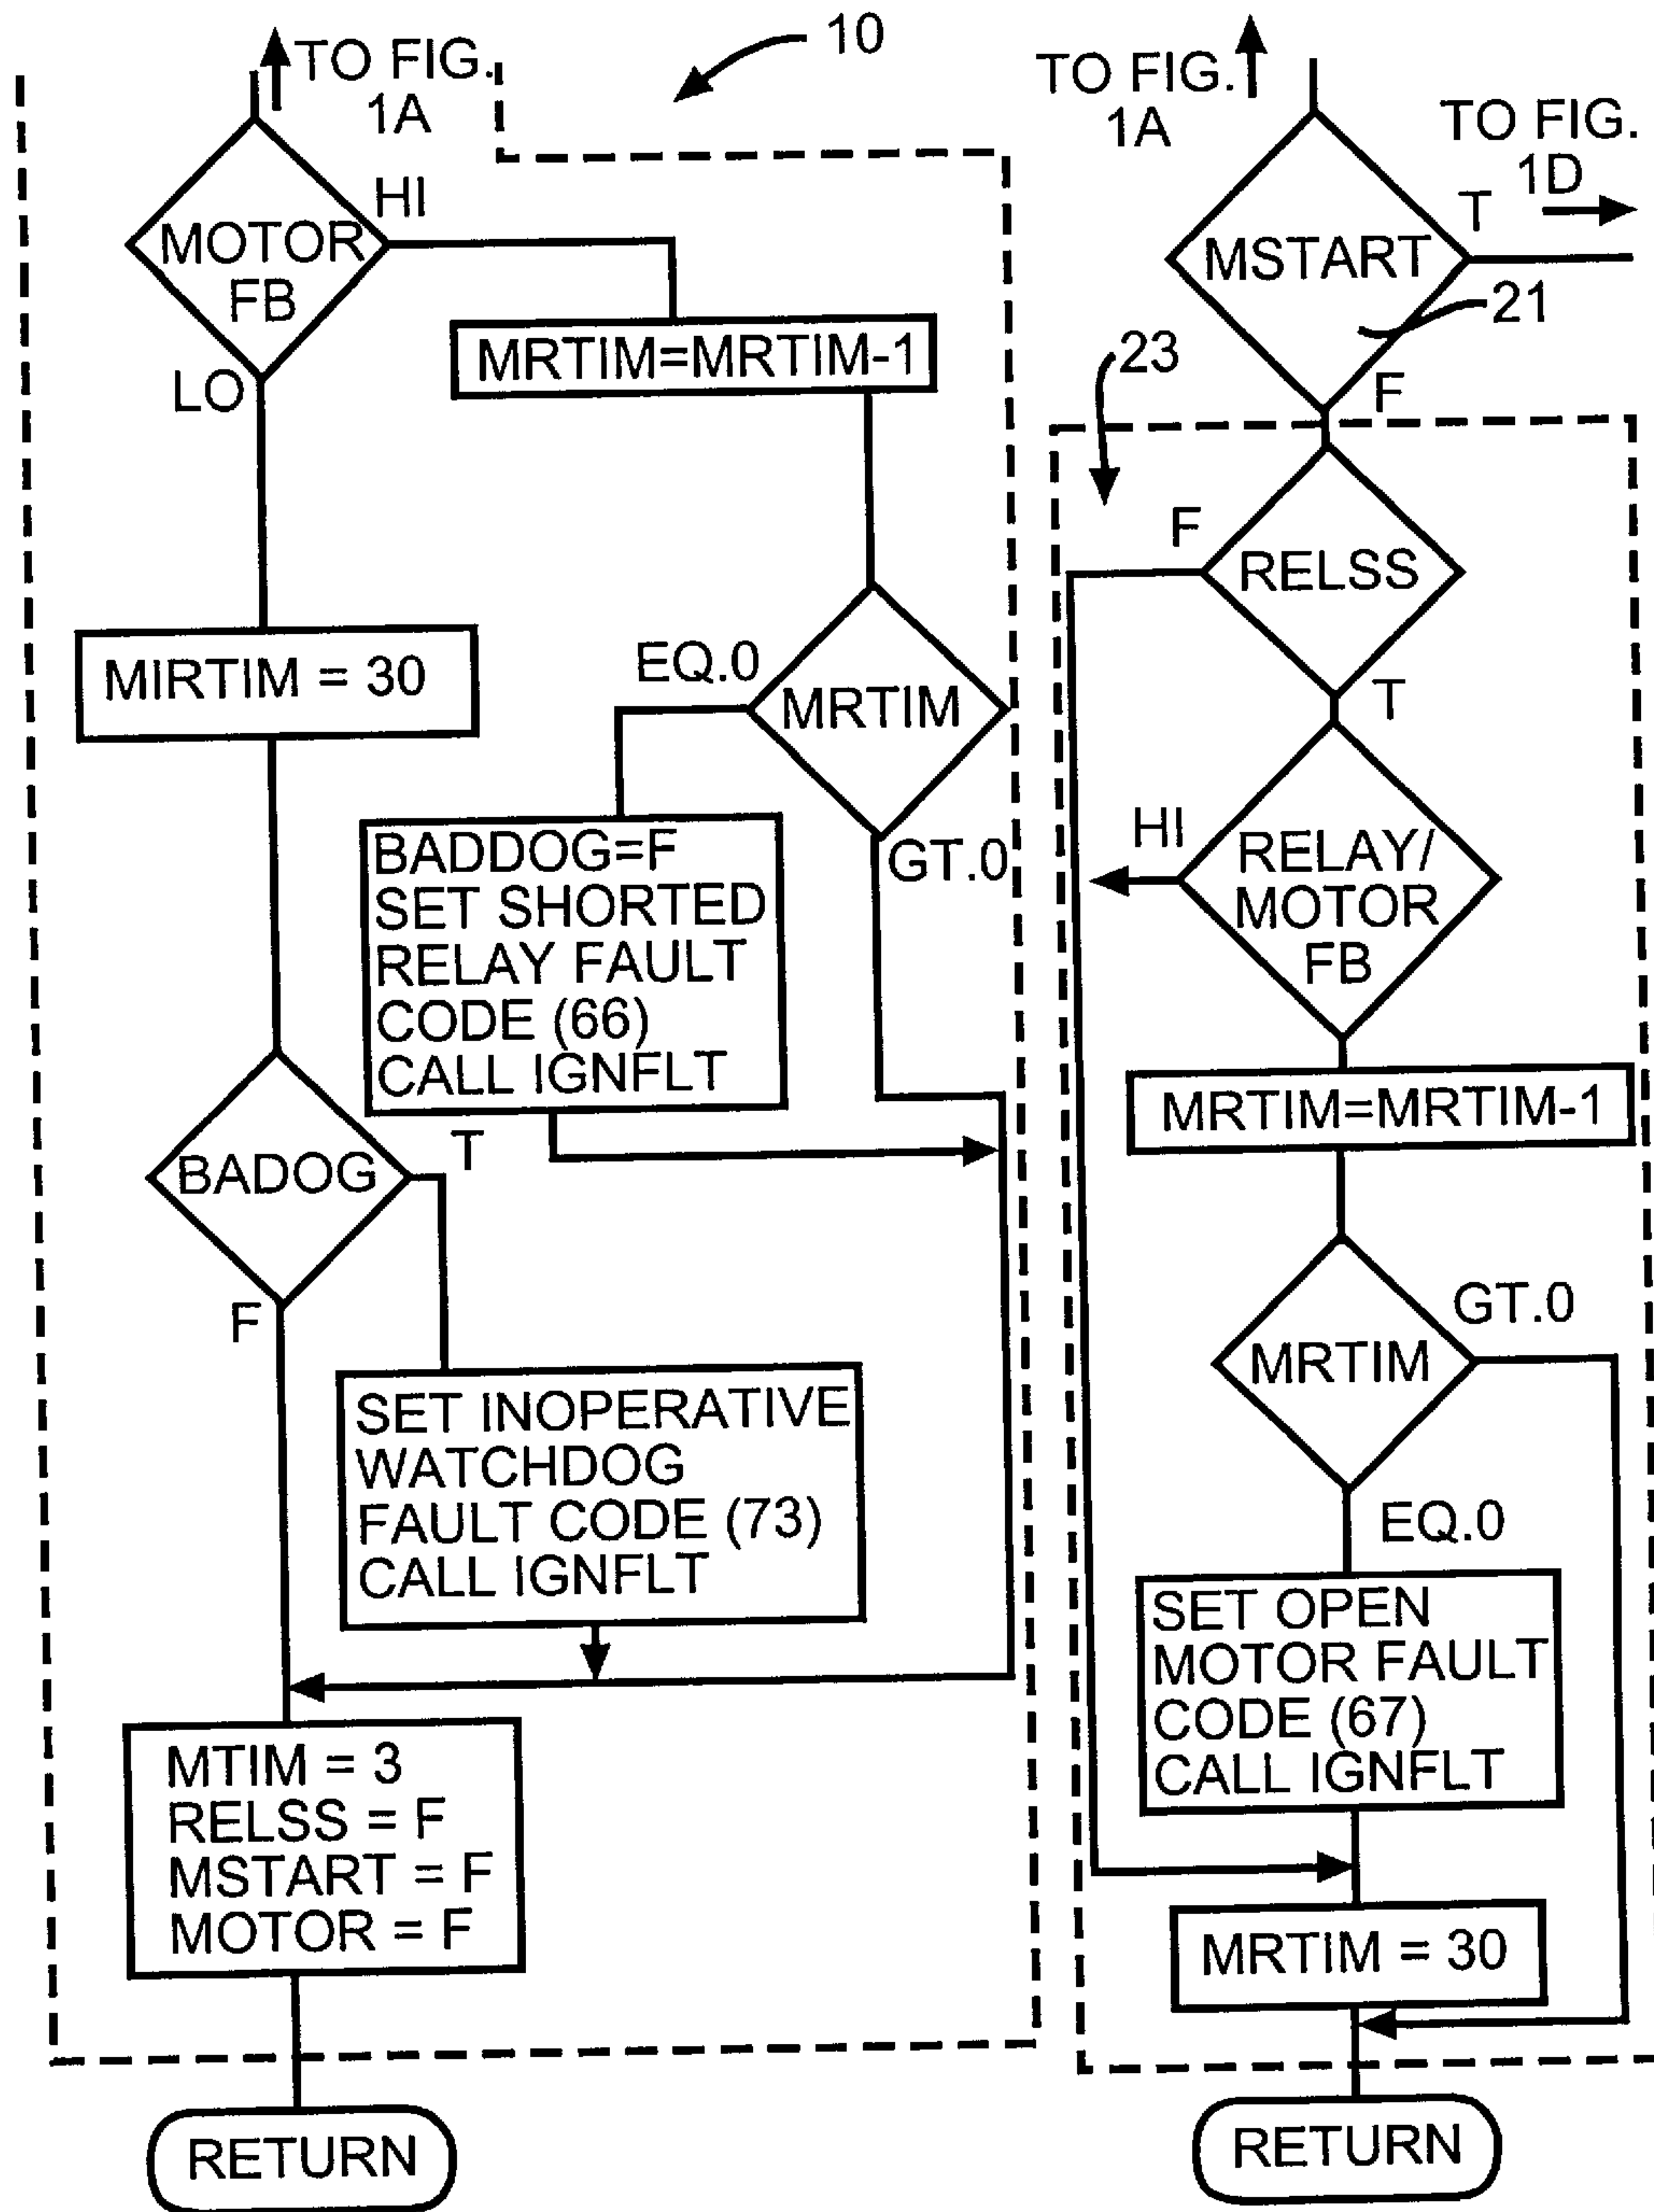 TO FIG.
1A
10
HI
MOTOR
FB
LO
MRTIM=MRTIM-1
MIRTIM = 30
EQ.0
MRTIM
GT.0
BADDOG=F
SET SHORTED
RELAY FAULT
CODE (66)
CALL IGNFLT
T
BADOG
F
SET INOPERATIVE
WATCHDOG
FAULT CODE (73)
CALL IGNFLT
MTIM = 3
RELSS = F
MSTART = F
MOTOR = F
RETURN
TO FIG.
1A
TO FIG.
1D
T
MSTART
21
23
F
F
RELSS
T
HI
RELAY/
MOTOR
FB
MRTIM=MRTIM-1
GT.0
MRTIM
EQ.0
SET OPEN
MOTOR FAULT
CODE (67)
CALL IGNFLT
MRTIM = 30
RETURN